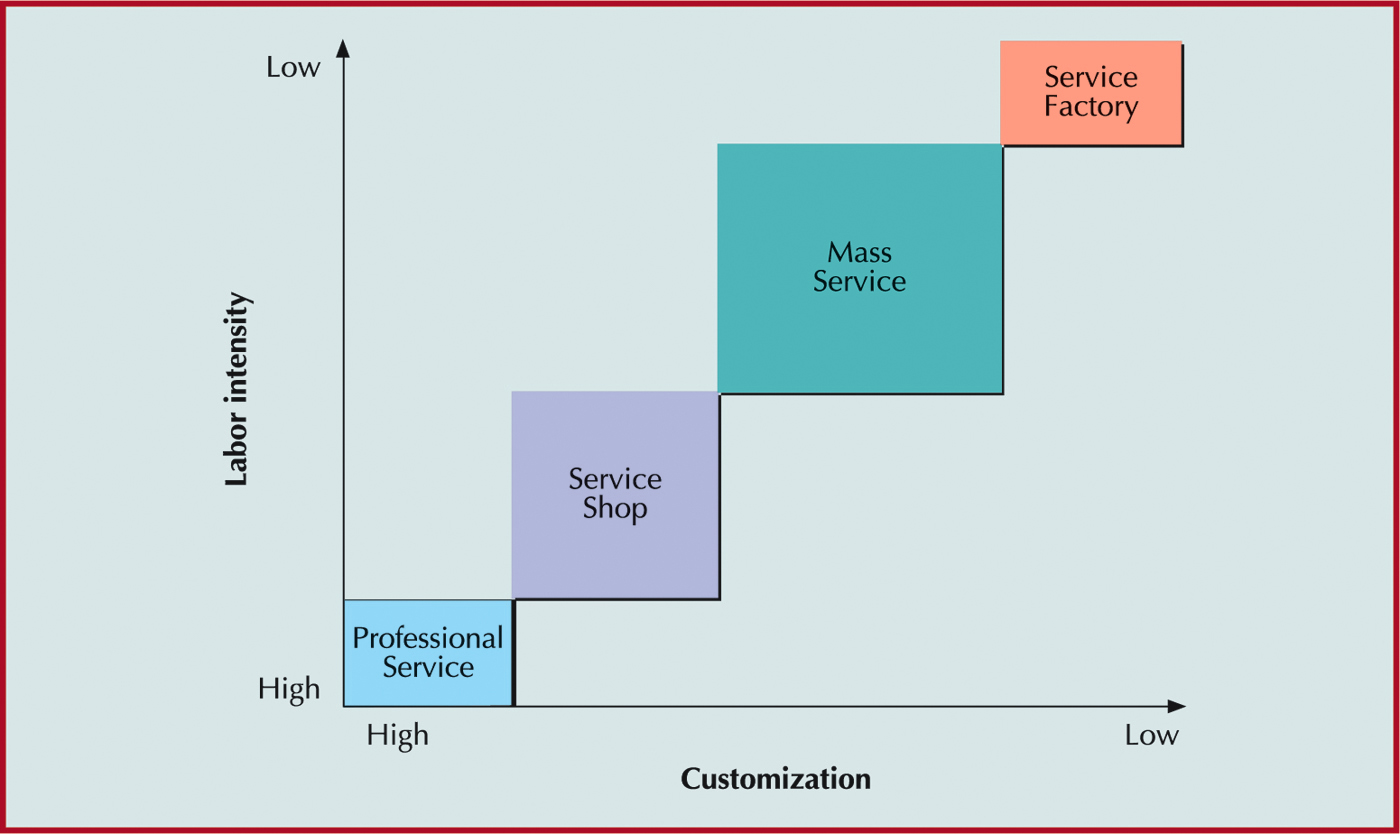 Low
Service
Factory
Mass
Service
Labor intensity
Service
Shop
Professional
Service
High
High
Low
Customization